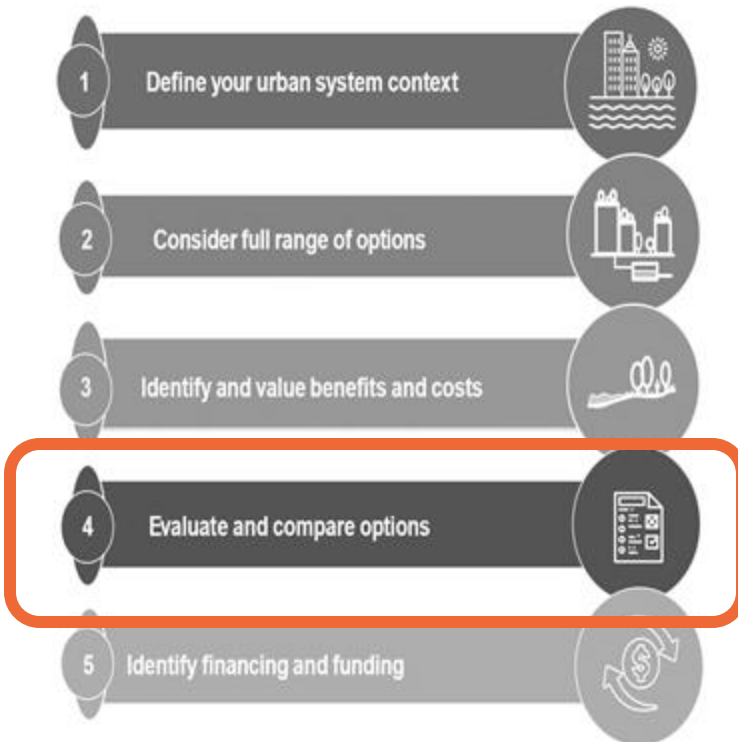 1 Define your urban system context
2 Consider full range of options
3 Identify and value benefits and costs
4 Evaluate and compare options
5 Identify financing and funding
$